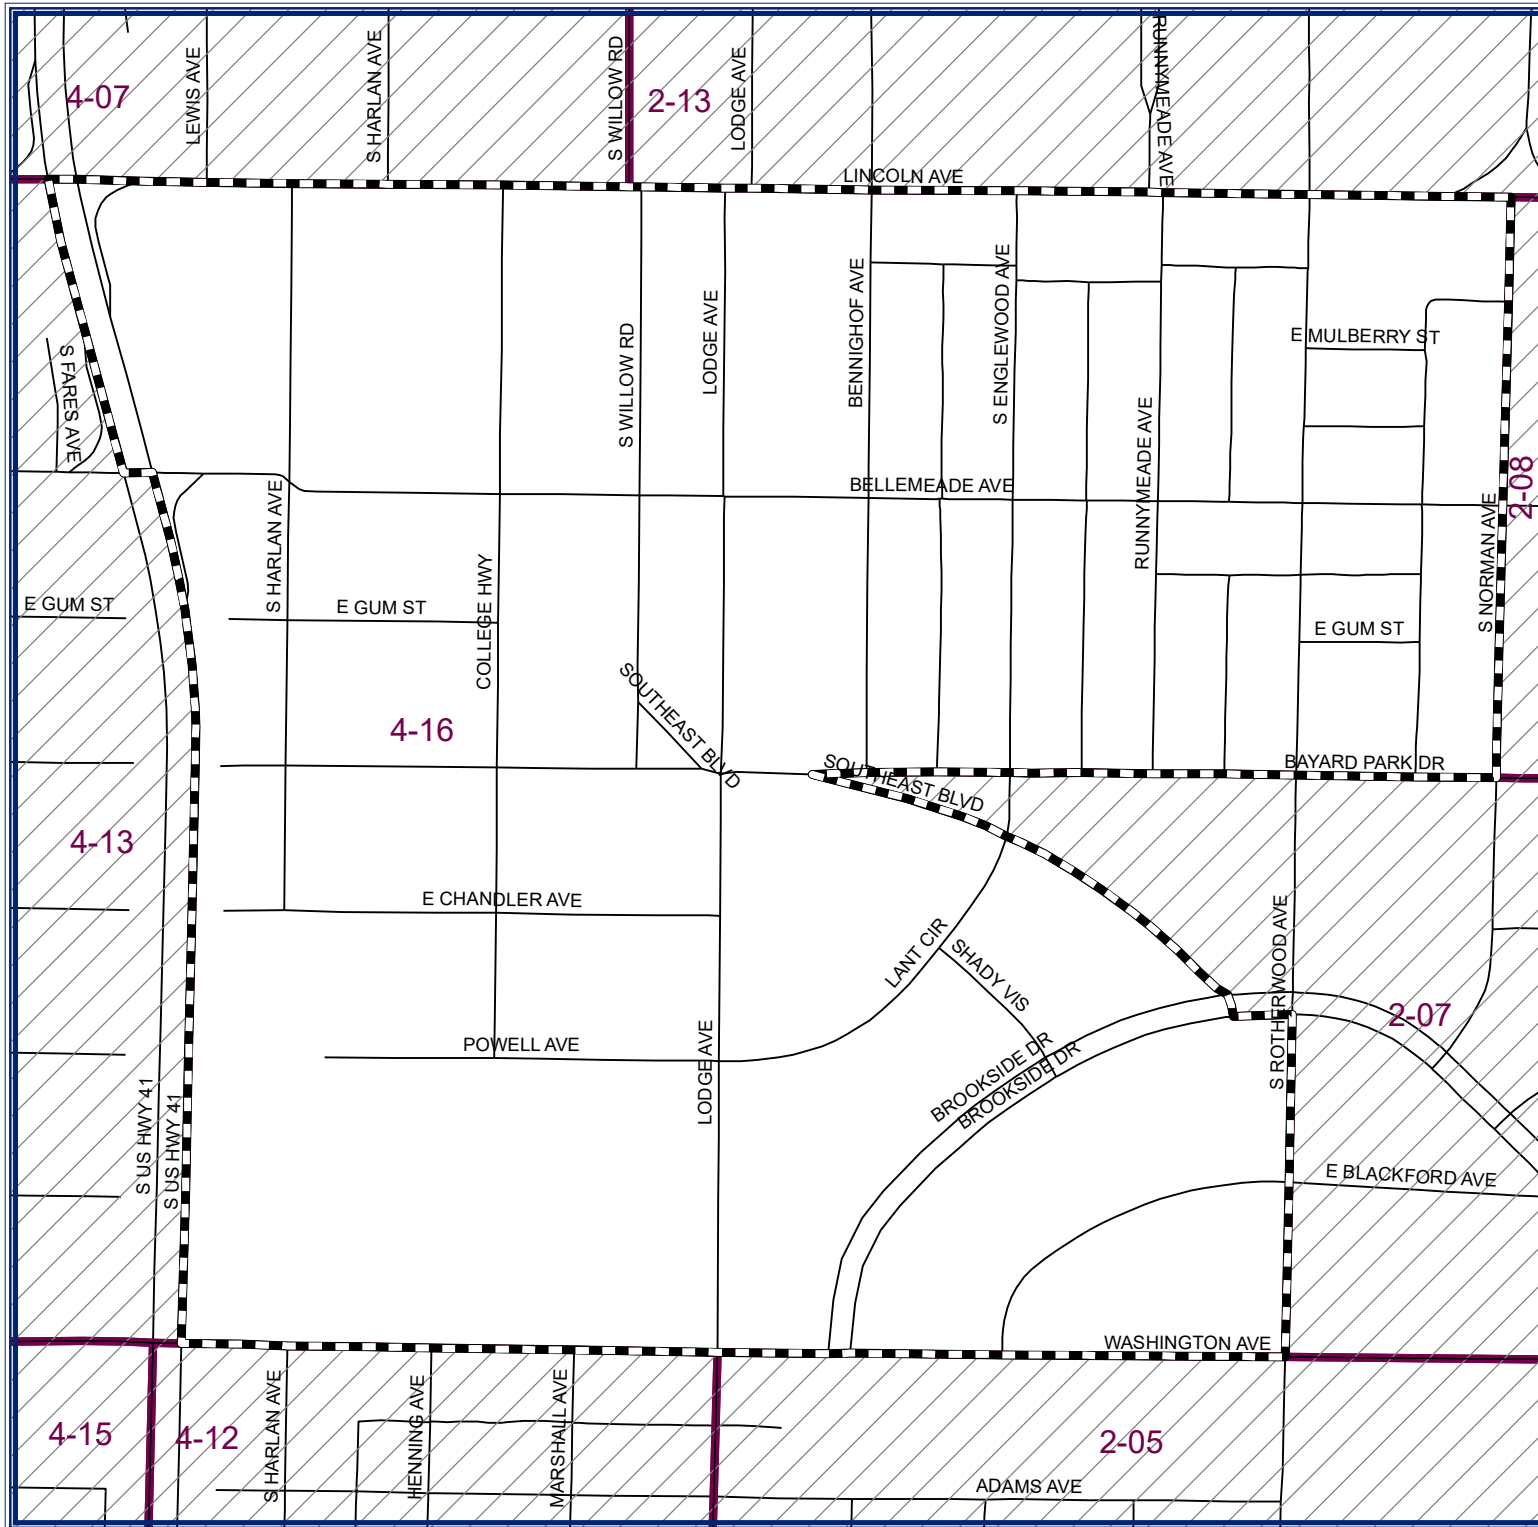 RUNNYMEADE AVE
S WILLOW RD
S HARLAN AVE
LEWIS AVE
LODGE AVE
4-07
2-13
LINCOLN AVE
S ENGLEWOOD AVE
BENNIGHOF AVE
LODGE AVE
S WILLOW RD
E MULBERRY ST
S FARES AVE
RUNNYMEADE AVE
2-08
BELLEMEADE AVE
S HARLAN AVE
S NORMAN AVE
COLLEGE HWY
E GUM ST
E GUM ST
E GUM ST
SOUTHEAST BLVD
4-16
SOUTHEAST BLVD
BAYARD PARK DR
4-13
E CHANDLER AVE
S ROTHERWOOD AVE
LANT CIR
SHADY VIS
2-07
LODGE AVE
POWELL AVE
BROOKSIDE DR
BROOKSIDE DR
S US HWY 41
S US HWY 41
E BLACKFORD AVE
WASHINGTON AVE
S HARLAN AVE
HENNING AVE
MARSHALL AVE
4-15
4-12
2-05
ADAMS AVE